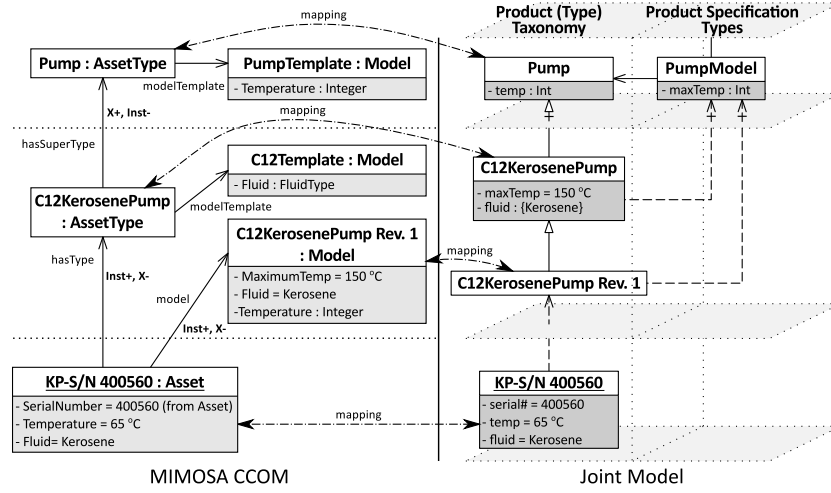 mapping
Product (Type)
Taxonomy
Product Specification
Types
Pump : AssetType
modelTemplate
PumpTemplate : Model
- Temperature : Integer
Pump
- temp : Int
PumpModel
- maxTemp : Int
X+, Inst-
mapping
hasSuperType
C12Template : Model
- Fluid : FluidType
C12KerosenePump
- maxTemp = 150 °C
- fluid : {Kerosene}
C12KerosenePump
: AssetType
modelTemplate
C12KerosenePump Rev. 1
: Model
- MaximumTemp = 150 °C
- Fluid = Kerosene
-Temperature : Integer
mapping
C12KerosenePump Rev. 1
hasType
Inst+, X-
model
Inst+, X-
KP-S/N 400560 : Asset
- SerialNumber = 400560 (from Asset)
- Temperature = 65 °C
- Fluid= Kerosene
mapping
KP-S/N 400560
- serial# = 400560
- temp = 65 °C
- fluid = Kerosene
MIMOSA CCOM
Joint Model